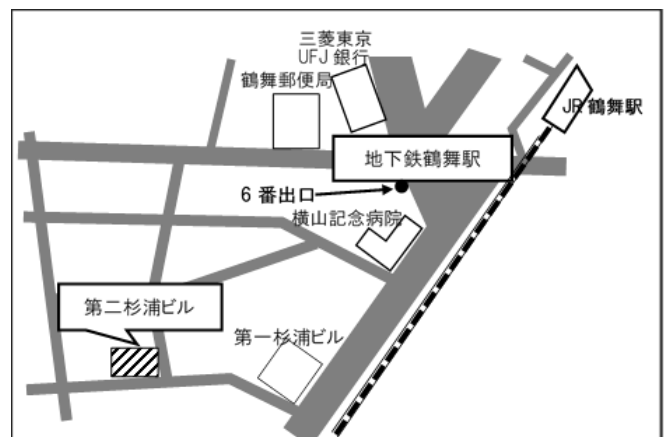 三菱東京
UFJ 銀行
鶴舞郵便局
JR 鶴舞駅
地下鉄鶴舞駅
6 番出口
横山記念病院
第二杉浦ビル
第一杉浦ビル